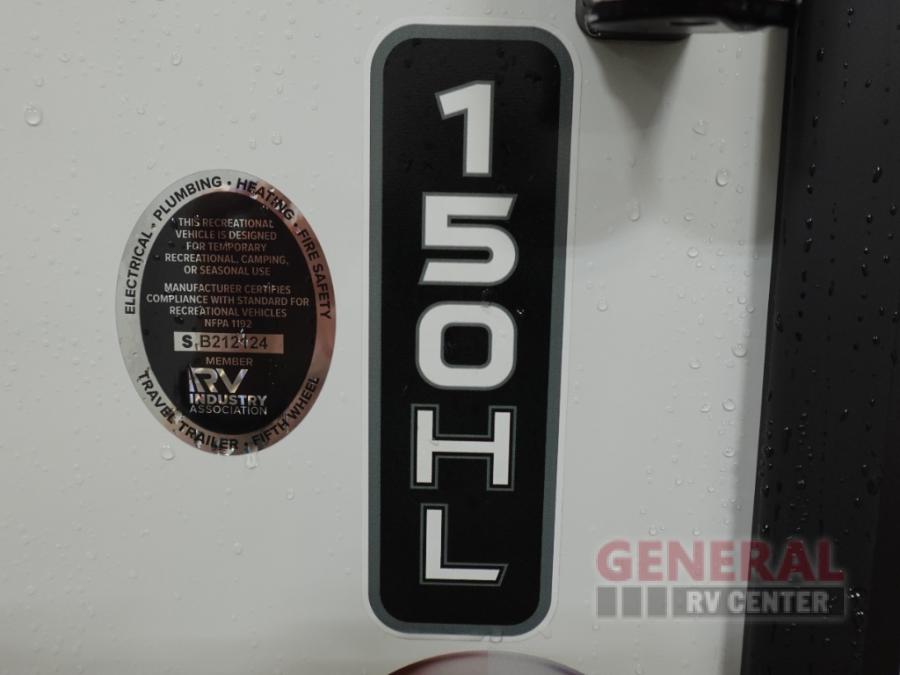 ELECTRICAL • PLUMBING • HEATING • FIRE SAFETY
THIS RECREATIONAL
VEHICLE IS DESIGNED
FOR TEMPORARY
RECREATIONAL, CAMPING,
OR SEASONAL USE
MANUFACTURER CERTIFIES
COMPLIANCE WITH STANDARD FOR
RECREATIONAL VEHICLES
NFPA 1192
S,B212124
MEMBER
RV
INDUSTRY
ASSOCIATION
TRAVEL TRAILER • FIFTH WHEEL
1
5
0
H
L
GENERAL
RV CENTER